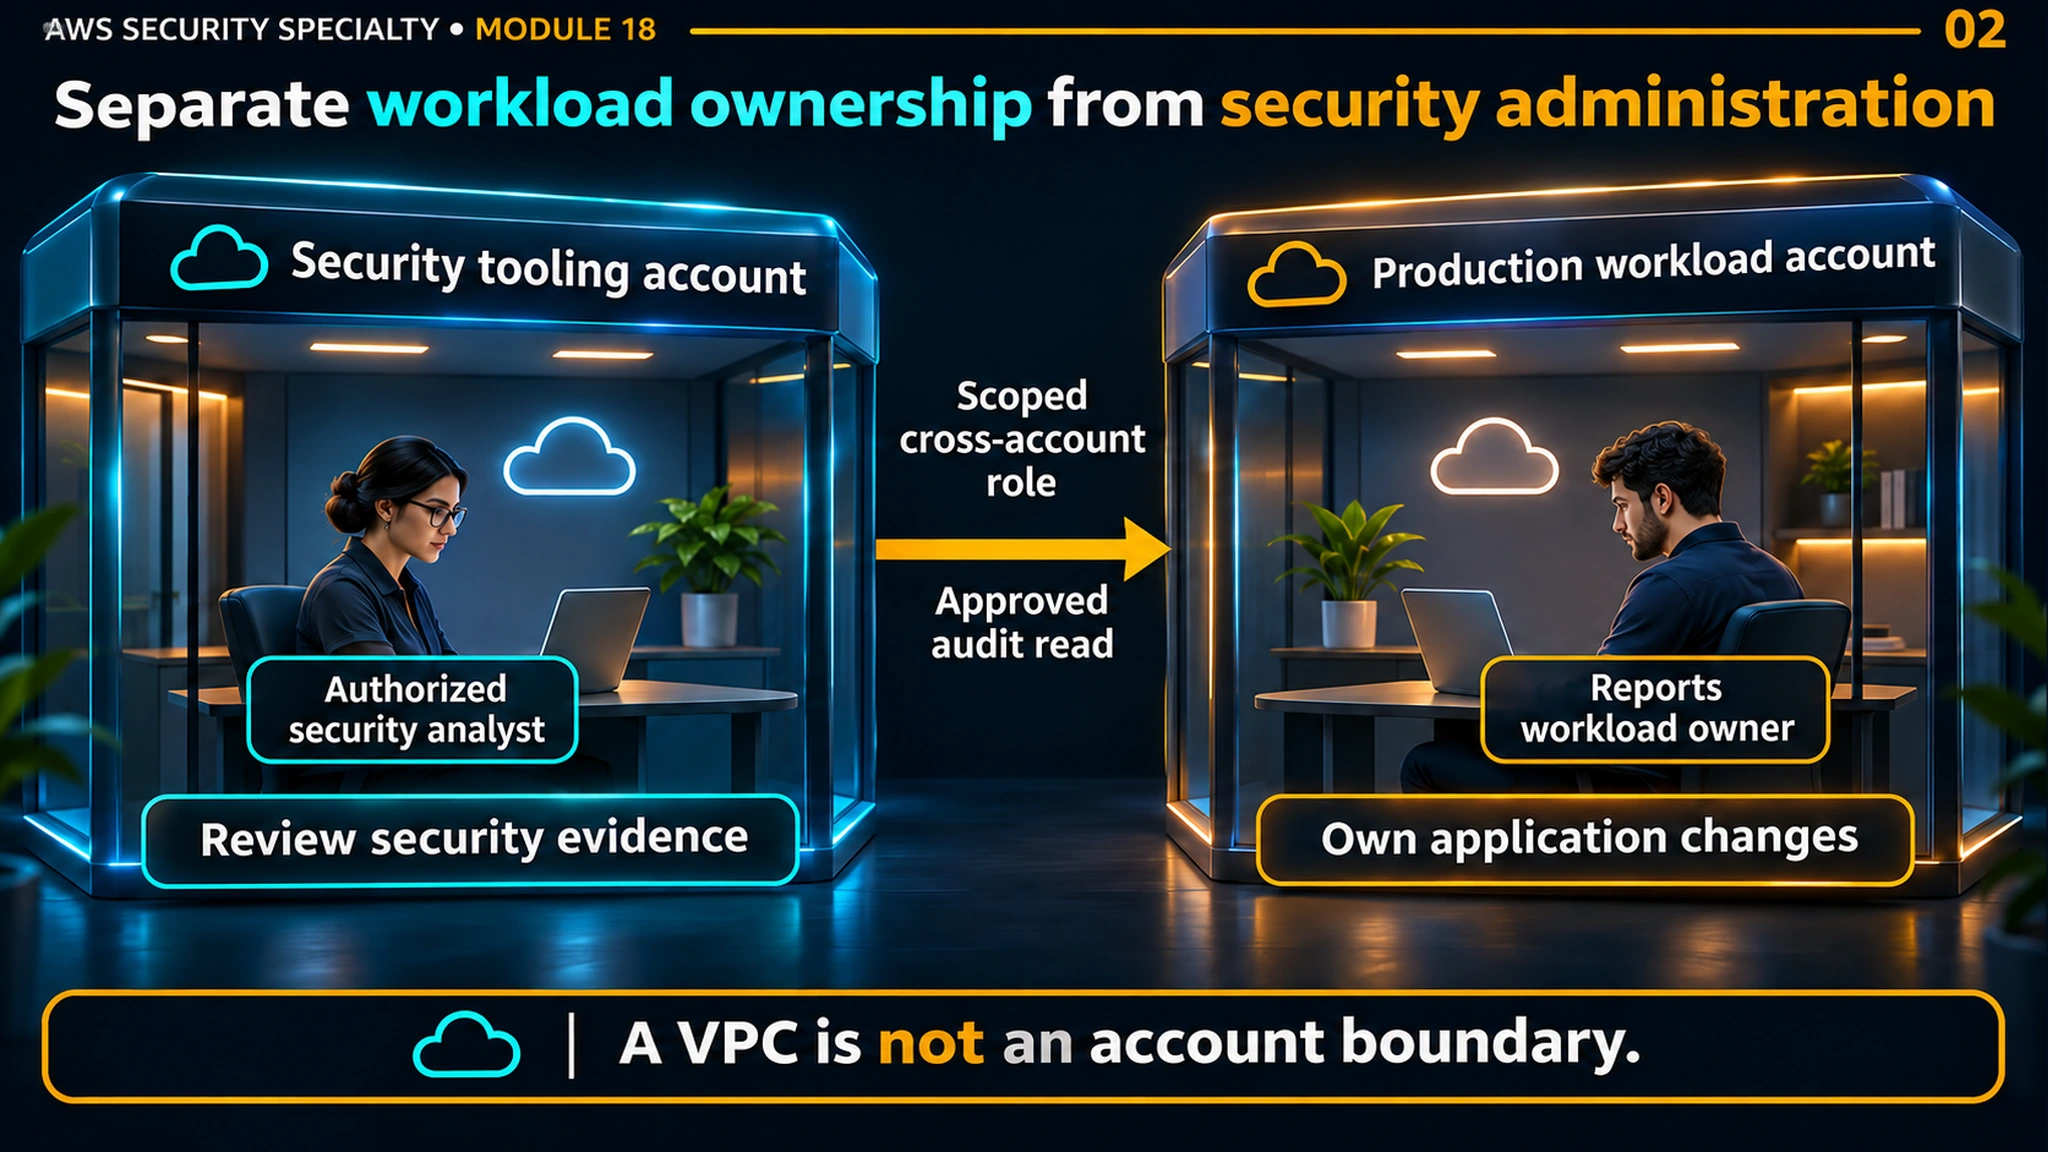 AWS SECURITY SPECIALTY • MODULE 18
02
Separate workload ownership from security administration
Security tooling account
Production workload account
Scoped
cross-account
role
Approved
audit read
Authorized
security analyst
Reports
workload owner
Review security evidence
Own application changes
A VPC is not an account boundary.